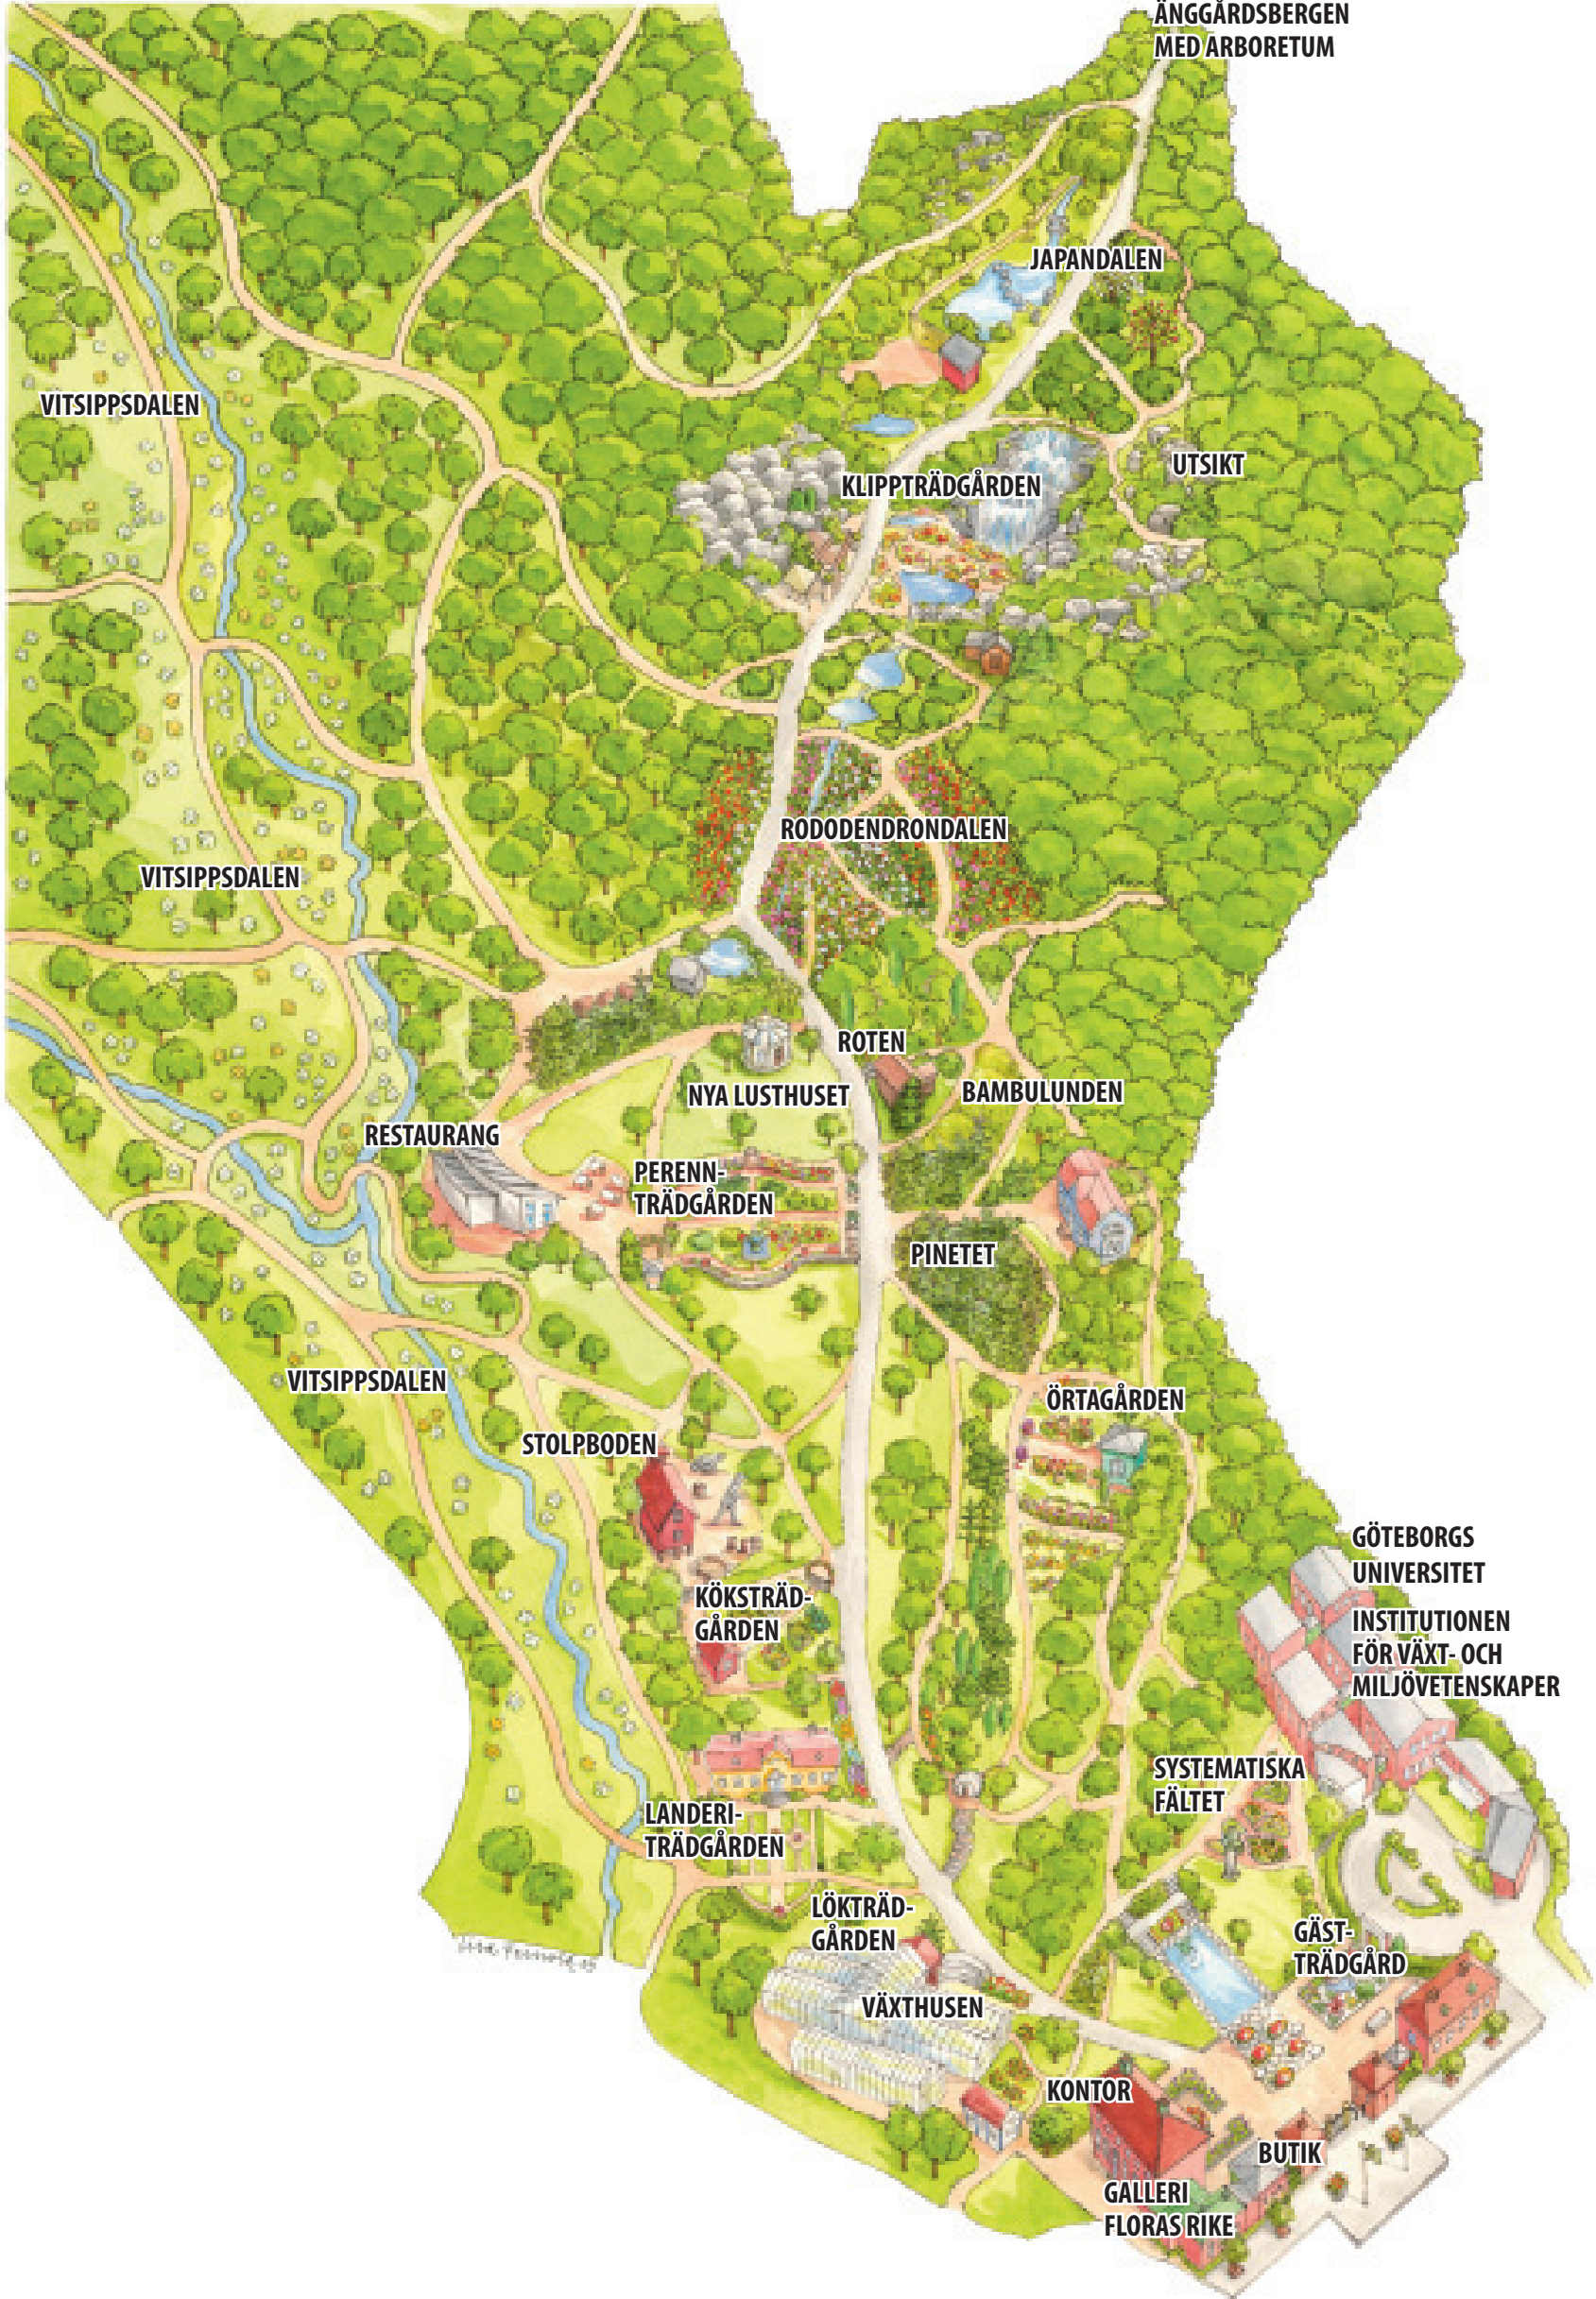 ÄNGGÅRDSBERGEN
MED ARBORETUM
JAPANDALEN
VITSIPPSDALEN
UTSIKT
KLIPPTRÄDGÅRDEN
RODODENDRONDALEN
VITSIPPSDALEN
ROTEN
NYA LUSTHUSET
BAMBULUNDEN
RESTAURANG
PERENN-
TRÄDGÅRDEN
PINETET
VITSIPPSDALEN
ÖRTAGÅRDEN
STOLPBODEN
GÖTEBORGS
UNIVERSITET
INSTITUTIONEN
FÖR VÄXT- OCH
MILJÖVETENSKAPER
KÖKSTRÄD-
GÅRDEN
SYSTEMATISKA
FÄLTET
LANDERI-
TRÄDGÅRDEN
LÖKTRÄD-
GÅRDEN
GÄST-
TRÄDGÅRD
VÄXTHUSEN
KONTOR
BUTIK
GALLERI
FLORAS RIKE